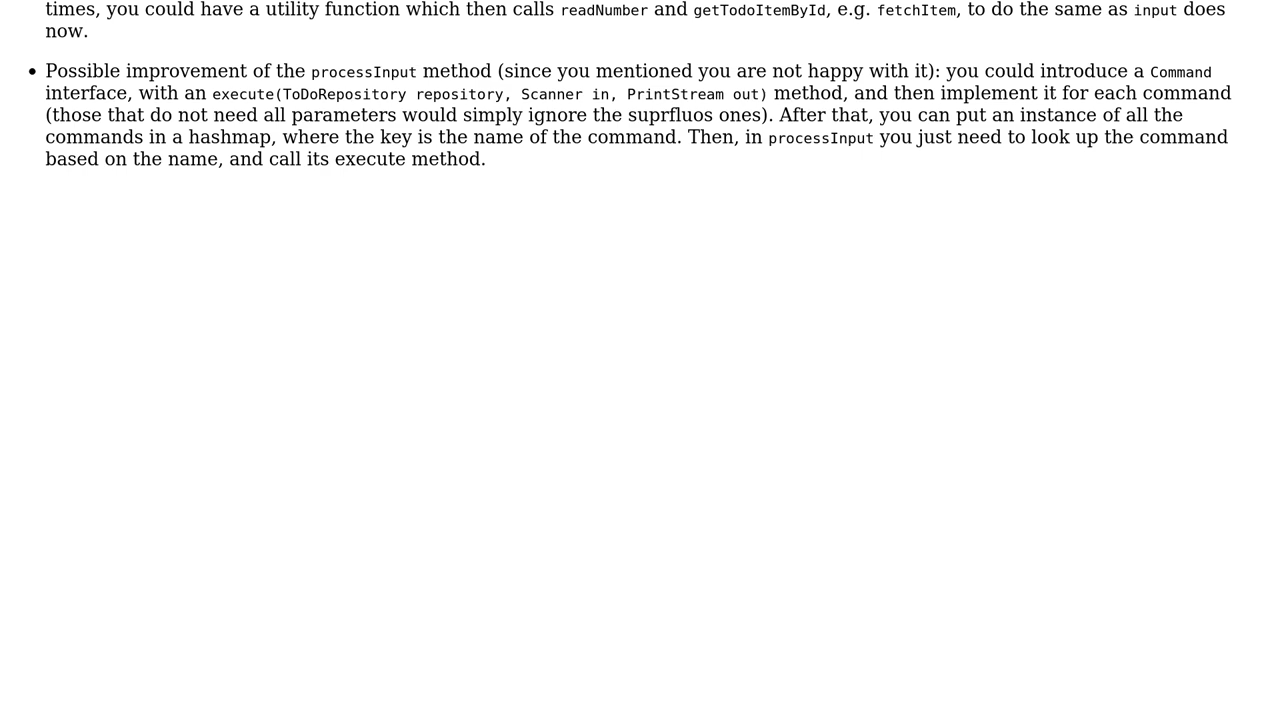 times, you could have a utility function which then calls readNumber and getTodoItemById, e.g. fetchItem, to do the same as input does
now.
• Possible improvement of the processInput method (since you mentioned you are not happy with it): you could introduce a Command
interface, with an execute(ToDoRepository repository, Scanner in, PrintStream out) method, and then implement it for each command
(those that do not need all parameters would simply ignore the suprfluos ones). After that, you can put an instance of all the
commands in a hashmap, where the key is the name of the command. Then, in processInput you just need to look up the command
based on the name, and call its execute method.